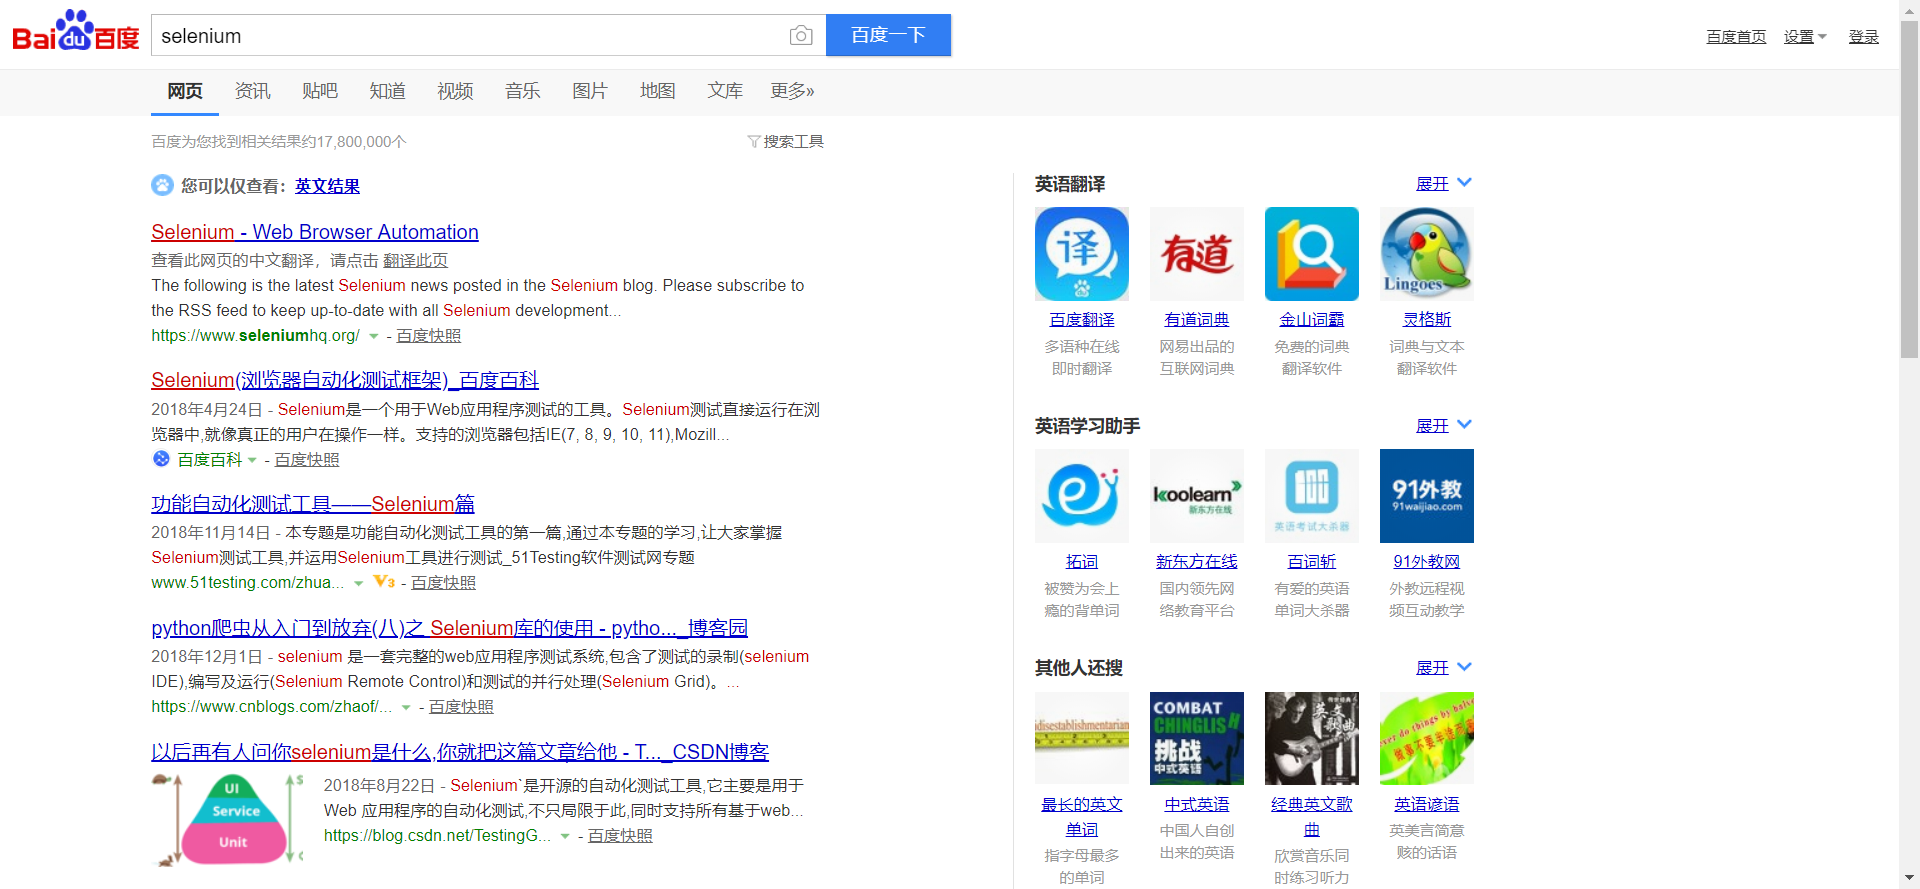 Bai du 百度
selenium
百度一下
百度首页 设置 登录
网页 资讯 贴吧 知道 视频 音乐 图片 地图 文库 更多»
百度为您找到相关结果约17,800,000个
搜索工具
您可以仅查看：英文结果
Selenium - Web Browser Automation
查看此网页的中文翻译，请点击 翻译此页
The following is the latest Selenium news posted in the Selenium blog. Please subscribe to
the RSS feed to keep up-to-date with all Selenium development...
https://www.seleniumhq.org/ - 百度快照
Selenium(浏览器自动化测试框架)_百度百科
2018年4月24日 - Selenium是一个用于Web应用程序测试的工具。Selenium测试直接运行在浏
览器中,就像真正的用户在操作一样。支持的浏览器包括IE(7, 8, 9, 10, 11),Mozill...
百度百科 - 百度快照
功能自动化测试工具——Selenium篇
2018年11月14日 - 本专题是功能自动化测试工具的第一篇,通过本专题的学习,让大家掌握
Selenium测试工具,并运用Selenium工具进行测试_51Testing软件测试网专题
www.51testing.com/zhua... V3 - 百度快照
python爬虫从入门到放弃(八)之 Selenium库的使用 - pytho..._博客园
2018年12月1日 - selenium 是一套完整的web应用程序测试系统,包含了测试的录制(selenium
IDE),编写及运行(Selenium Remote Control)和测试的并行处理(Selenium Grid)。...
https://www.cnblogs.com/zhaof/... - 百度快照
以后再有人问你selenium是什么,你就把这篇文章给他 - T..._CSDN博客
UI
Service
Unit
2018年8月22日 - Selenium`是开源的自动化测试工具,它主要是用于
Web 应用程序的自动化测试,不只局限于此,同时支持所有基于web...
https://blog.csdn.net/TestingG... - 百度快照
英语翻译 展开
译 有道 Lingoes
百度翻译 有道词典 金山词霸 灵格斯
多语种在线 网易出品的 免费的词典 词典与文本
即时翻译 互联网词典 翻译软件 翻译软件
英语学习助手 展开
koolearn
新东方在线
英语考试大杀器
91外教
91waijiao.com
拓词 新东方在线 百词斩 91外教网
被赞为会上 国内领先网 有爱的英语 外教远程视
瘾的背单词 络教育平台 单词大杀器 频互动教学
其他人还搜 展开
disestablishmentarian
COMBAT
CHINGLISH
挑战
中式英语
英文歌曲
ever do things by halve
做事不要半途而
最长的英文 中式英语 经典英文歌 英语谚语
单词 曲
指字母最多 中国人自创 欣赏音乐同 英美言简意
的单词 出来的英语 时练习听力 赅的话语